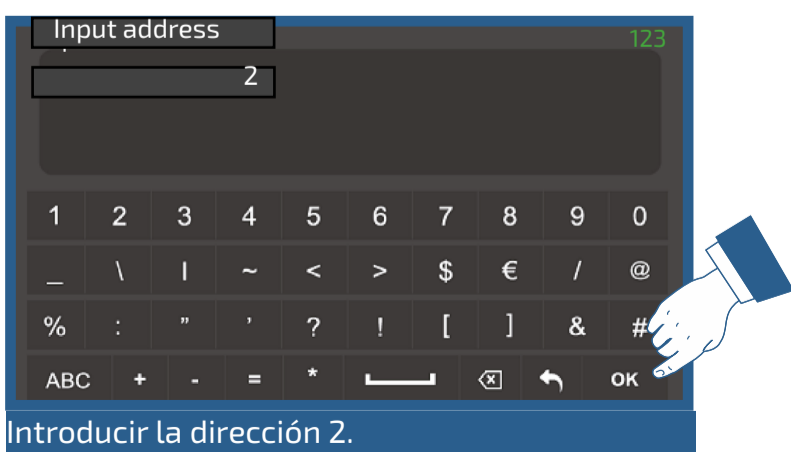 Input address
123
2
1 2 3 4 5 6 7 8 9 0
_ \ | ~ < > $ € / @
% : ” ’ ? ! [ ] & #
ABC + - = * OK
Introducir la dirección 2.